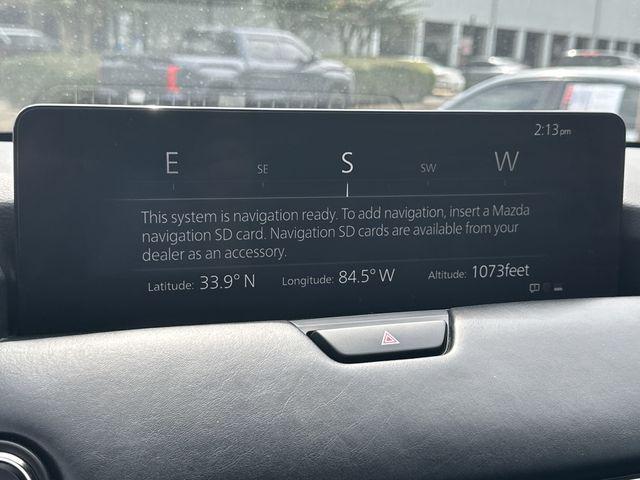 2:13pm
E SE S SW W
This system is navigation ready. To add navigation, insert a Mazda
navigation SD card. Navigation SD cards are available from your
dealer as an accessory.
Latitude: 33.9° N Longitude: 84.5° W Altitude: 1073feet